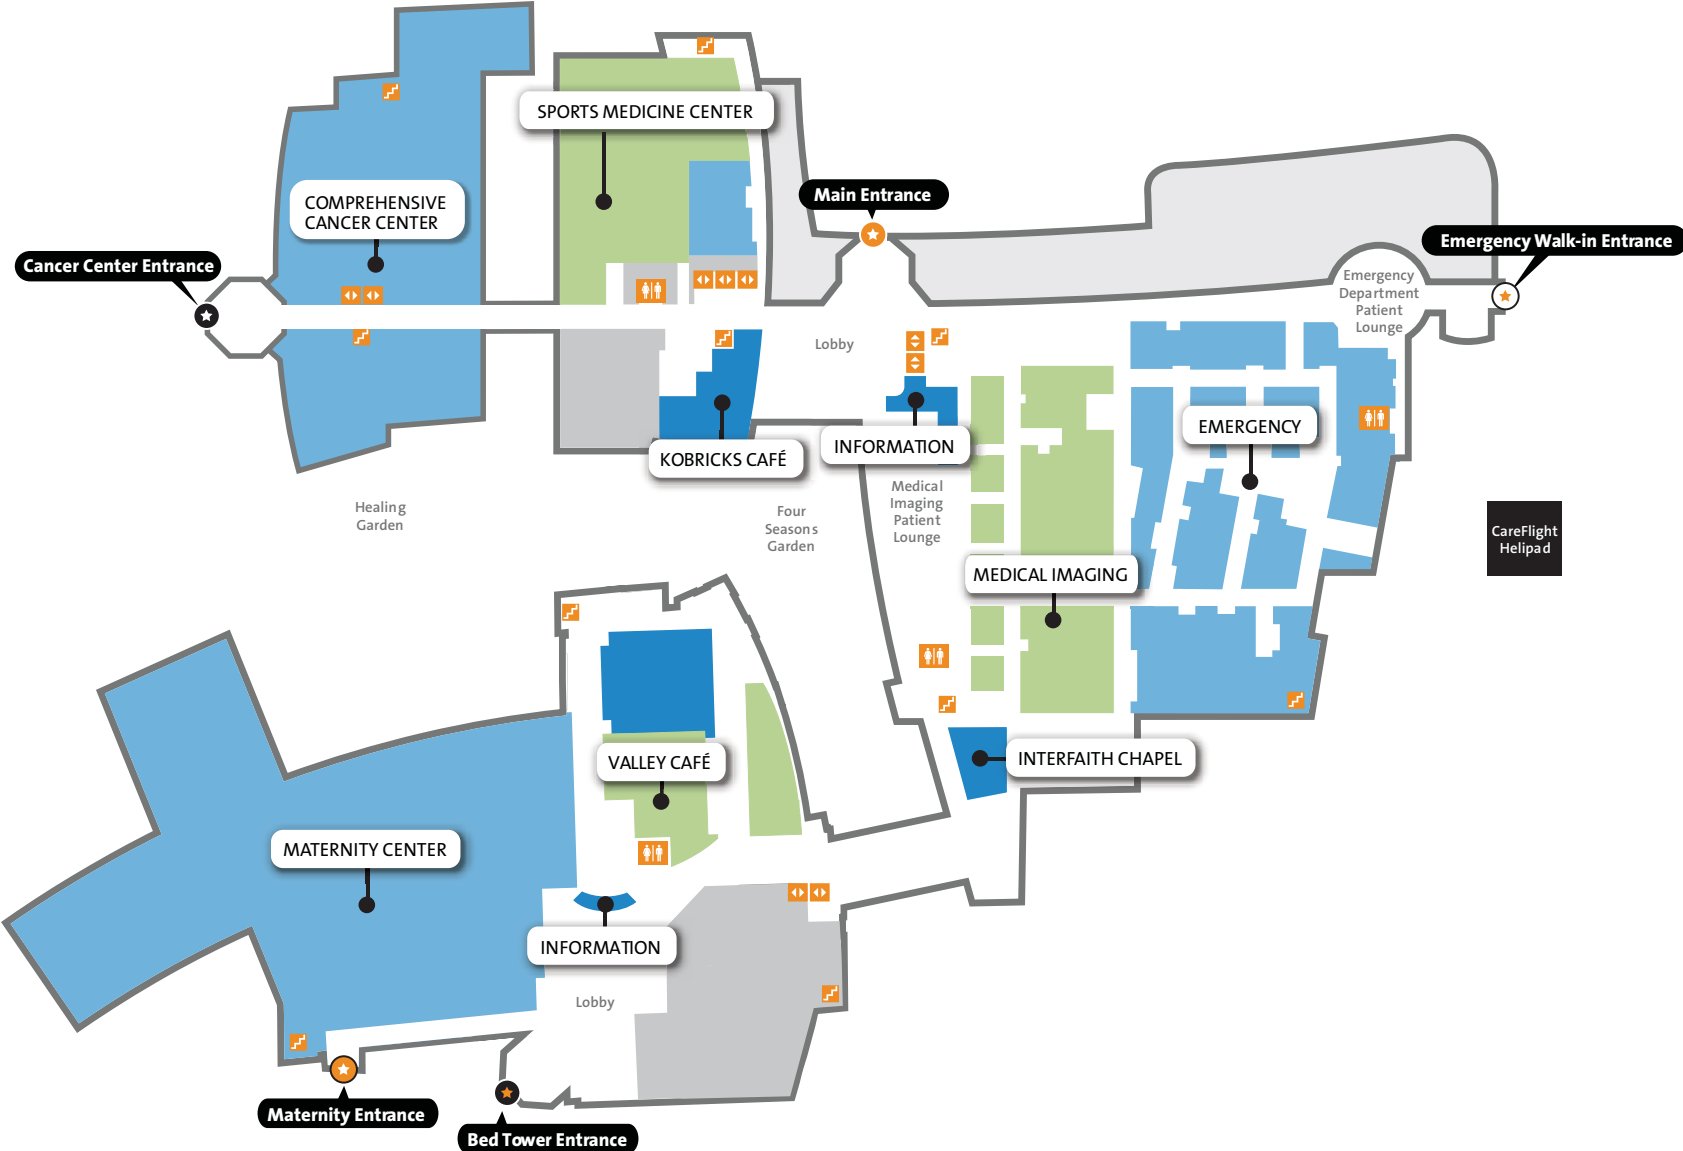 SPORTS MEDICINE CENTER
COMPREHENSIVE
CANCER CENTER
Main Entrance
Cancer Center Entrance
Emergency Walk-in Entrance
Emergency
Department
Patient
Lounge
Lobby
EMERGENCY
INFORMATION
KOBRICKS CAFÉ
Medical
Imaging
Patient
Lounge
Healing
Garden
Four
Seasons
Garden
CareFlight
Helipad
MEDICAL IMAGING
INTERFAITH CHAPEL
VALLEY CAFÉ
MATERNITY CENTER
INFORMATION
Lobby
Maternity Entrance
Bed Tower Entrance